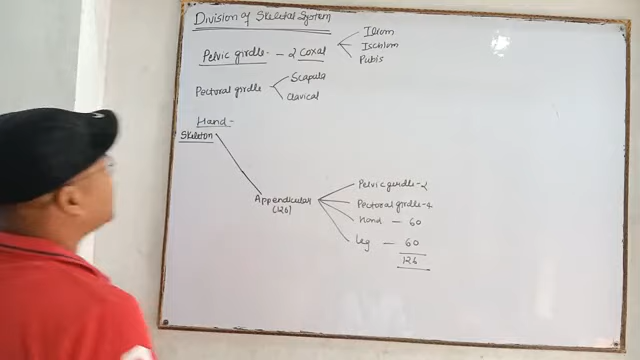 Division of Skeletal System
Pelvic girdle - 2 Coxal
Ilium
Ischiom
Pubis
Pectoral girdle
Scapula
Clavical
Hand -
Skeleton
Appendicular
(126)
Pelvic girdle - 2
Pectoral girdle - 4
Hand - 60
Leg - 60
126